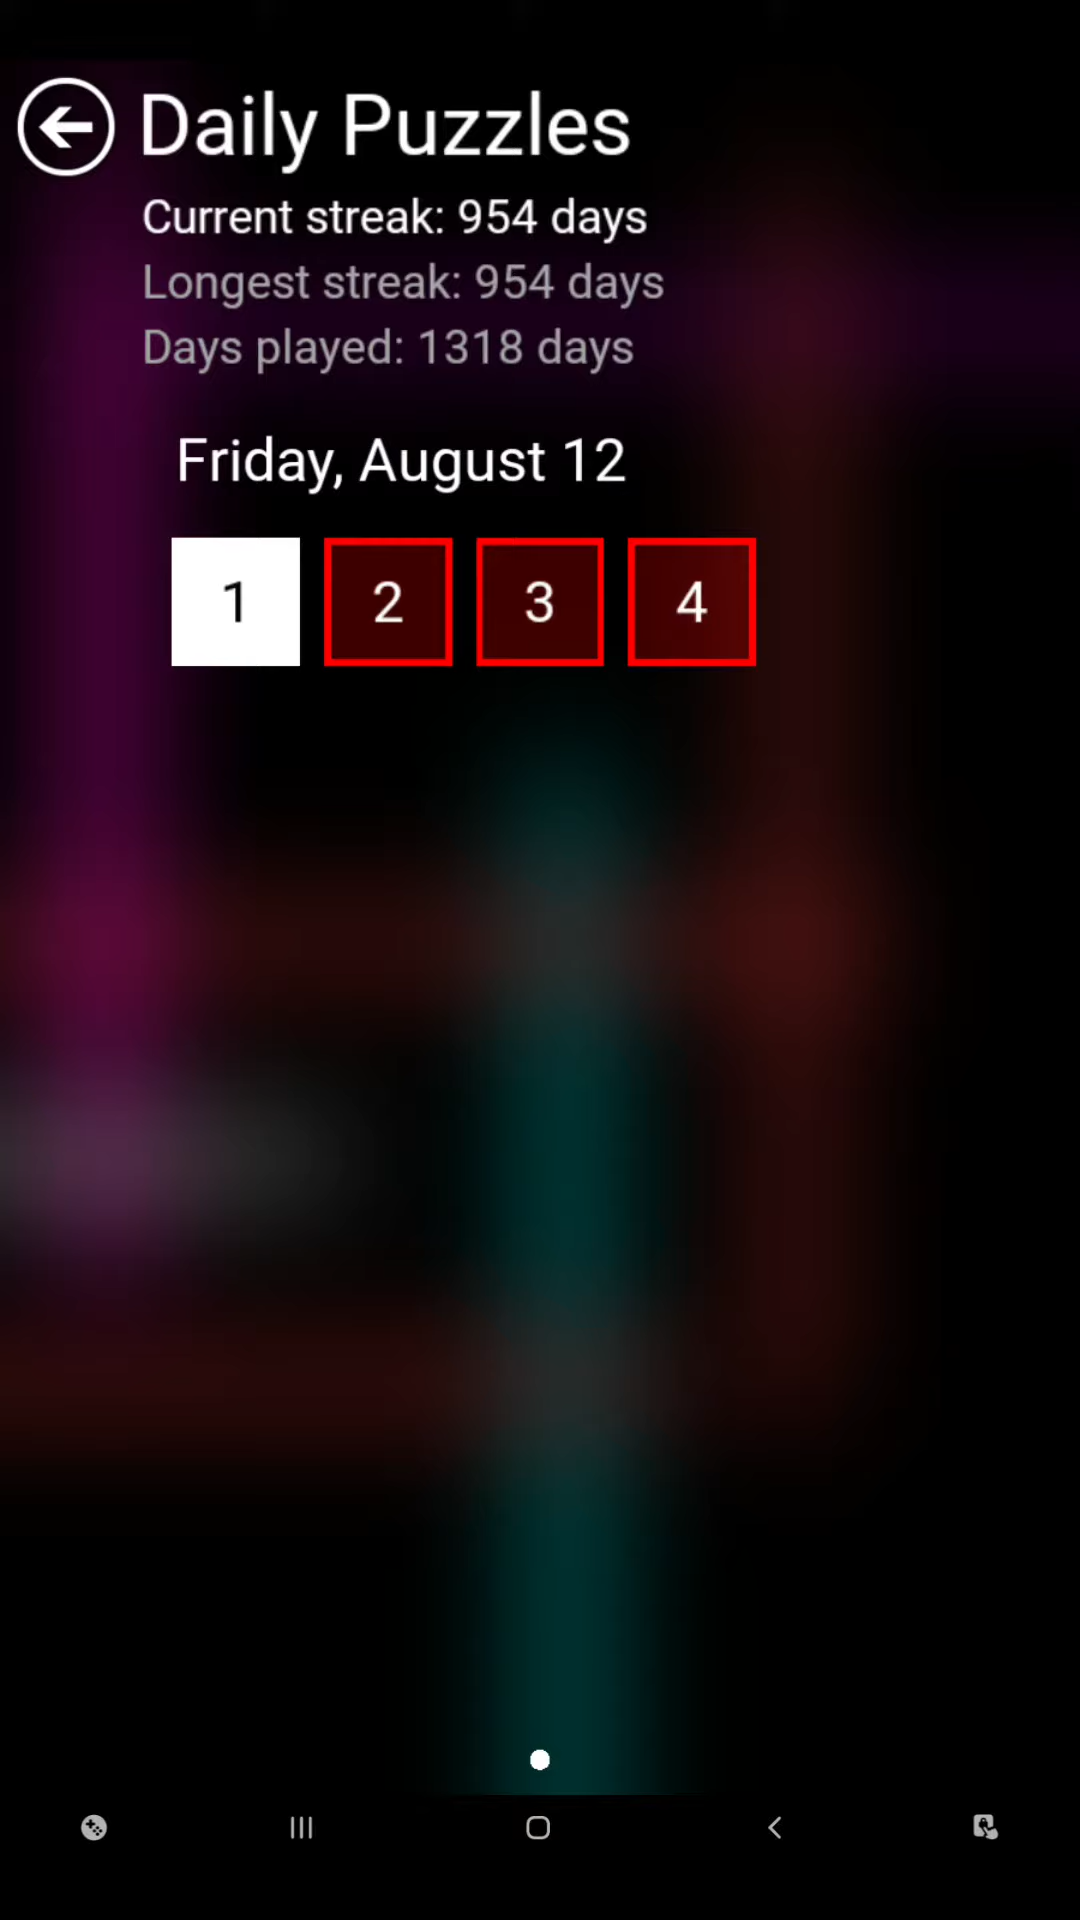 Daily Puzzles
Current streak: 954 days
Longest streak: 954 days
Days played: 1318 days
Friday, August 12
1 2 3 4